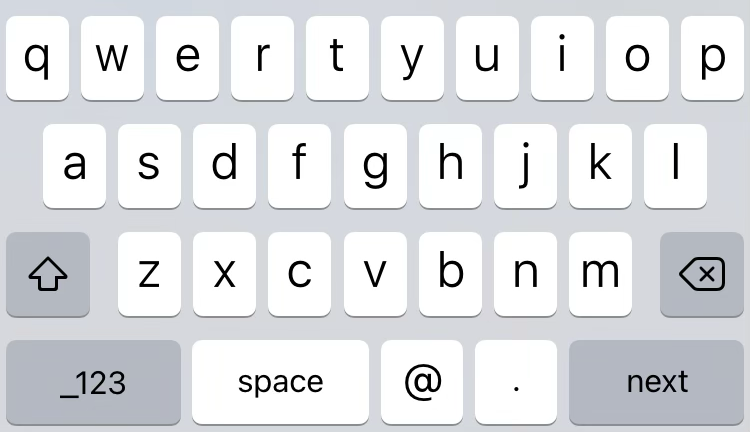 q w e r t y u i o p
a s d f g h j k l
z x c v b n m
_123 space @ . next